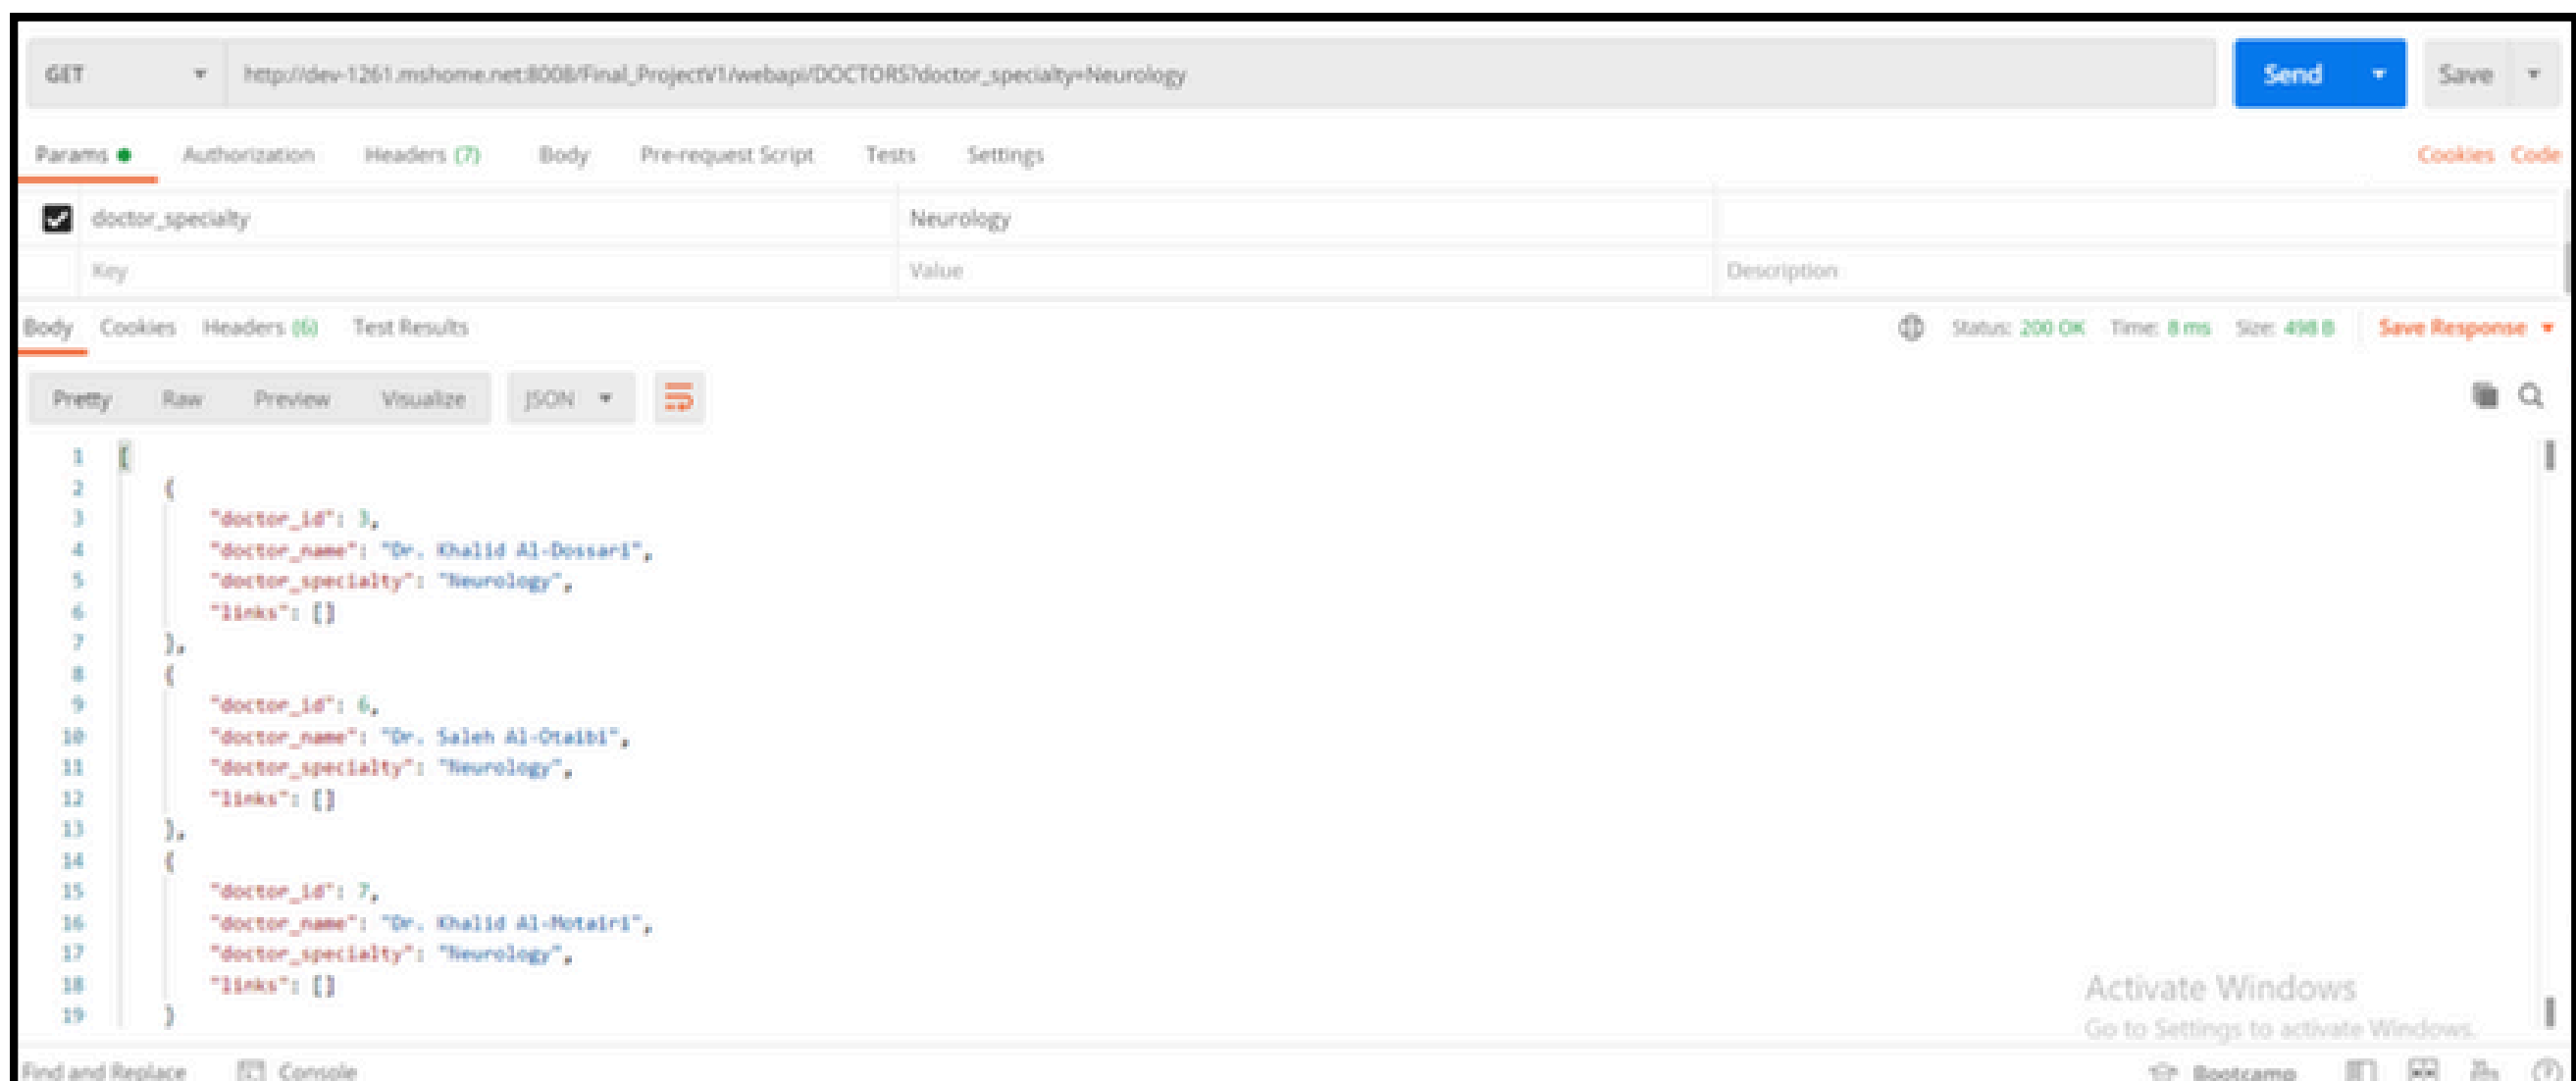 GET http://dev-1261.mshome.net:8008/Final_ProjectV1/webapi/DOCTORS?doctor_specialty=Neurology Send Save
Params Authorization Headers (7) Body Pre-request Script Tests Settings Cookies Code
doctor_specialty Neurology
Key Value Description
Body Cookies Headers (6) Test Results Status: 200 OK Time: 8 ms Size: 498 B Save Response
Pretty Raw Preview Visualize JSON
1 [
2 {
3 "doctor_id": 3,
4 "doctor_name": "Dr. Khalid Al-Dossari",
5 "doctor_specialty": "Neurology",
6 "links": []
7 },
8 {
9 "doctor_id": 6,
10 "doctor_name": "Dr. Saleh Al-Otaibi",
11 "doctor_specialty": "Neurology",
12 "links": []
13 },
14 {
15 "doctor_id": 7,
16 "doctor_name": "Dr. Khalid Al-Motairi",
17 "doctor_specialty": "Neurology",
18 "links": []
19 }
Activate Windows
Go to Settings to activate Windows.
Find and Replace Console Bootcamp